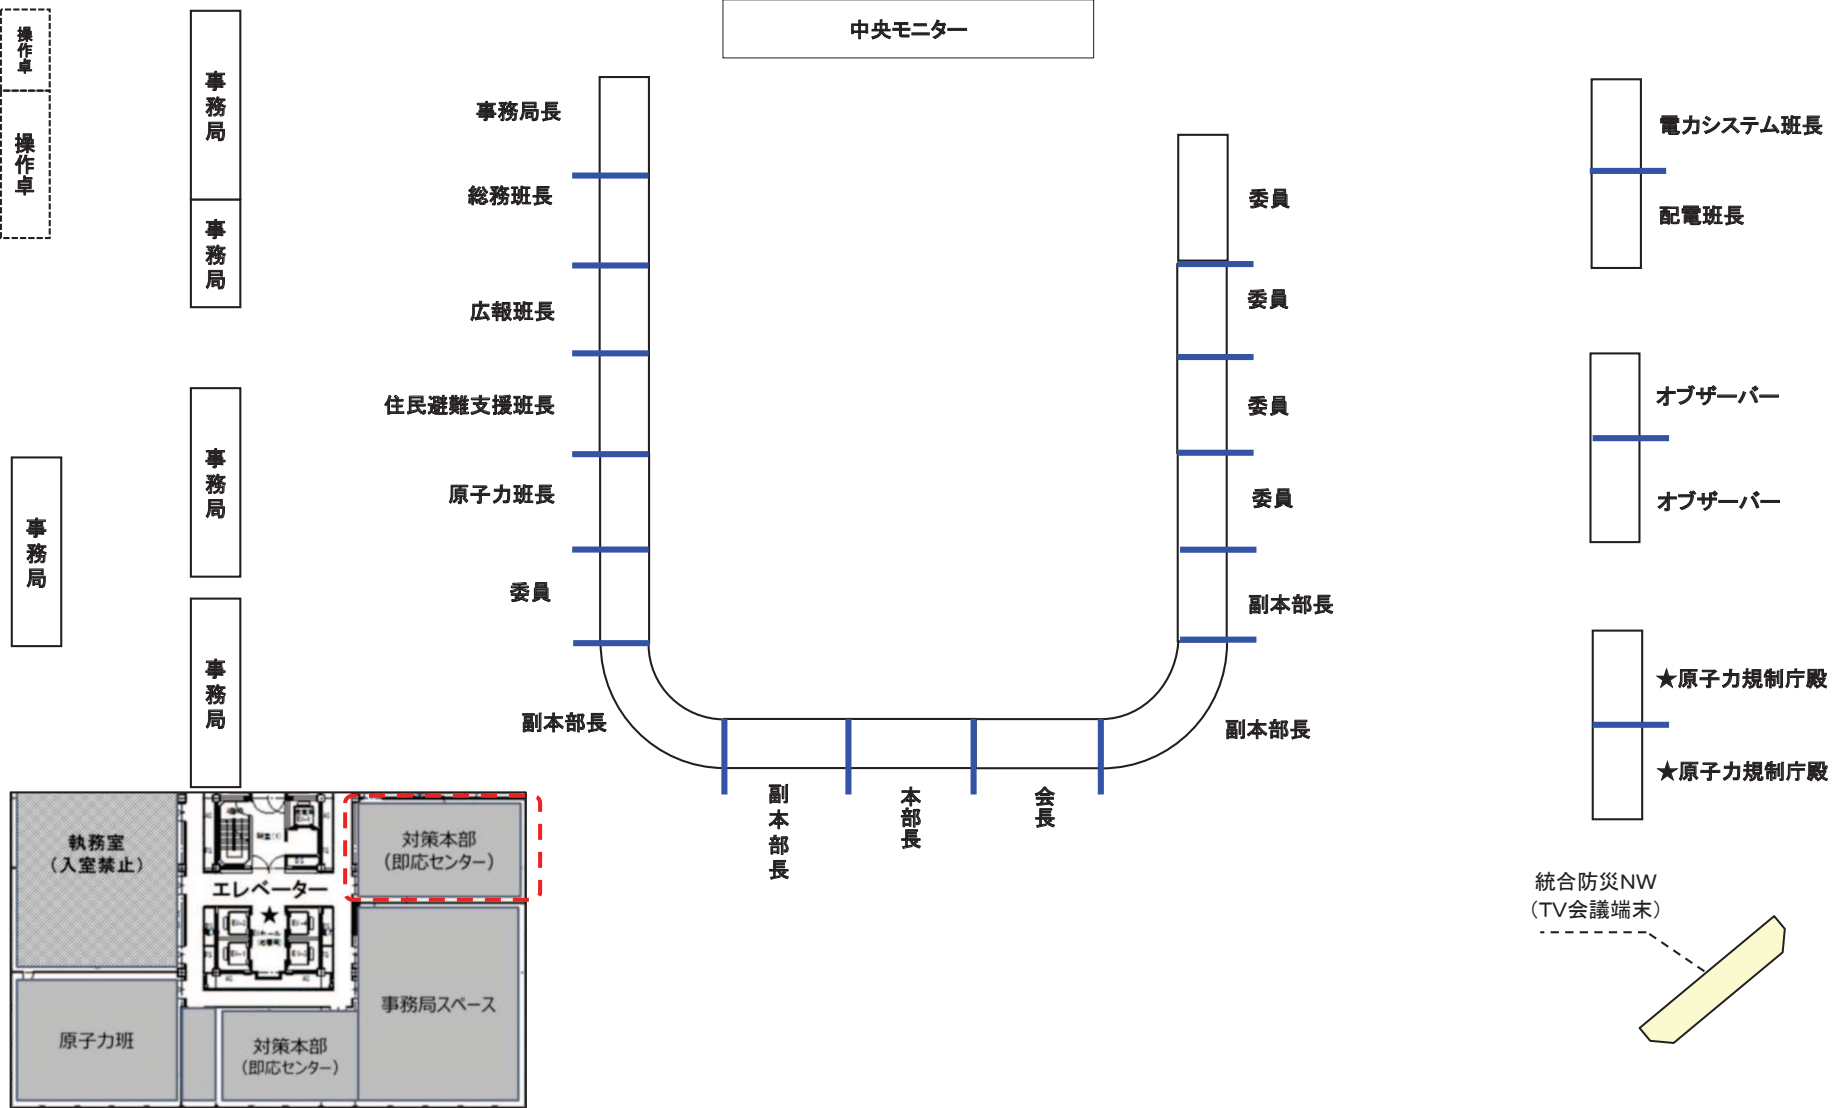 中央モニター
操作卓
操作卓
事務局
事務局
事務局
事務局
事務局
事務局長
総務班長
広報班長
住民避難支援班長
原子力班長
委員
副本部長
副本部長
本部長
会長
副本部長
副本部長
委員
委員
委員
委員
電力システム班長
配電班長
オブザーバー
オブザーバー
★原子力規制庁殿
★原子力規制庁殿
統合防災NW
（TV会議端末）
執務室
（入室禁止）
エレベーター
★
対策本部
（即応センター）
事務局スペース
原子力班
対策本部
（即応センター）